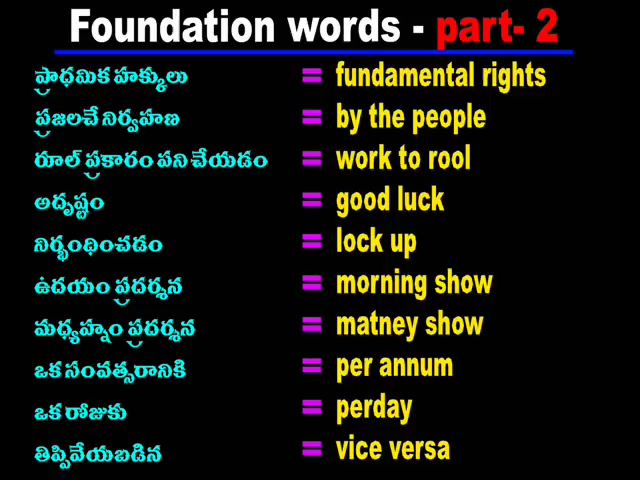 Foundation words - part- 2
ప్రాధమిక హక్కులు = fundamental rights
ప్రజలచే నిర్వహణ = by the people
రూల్ ప్రకారం పని చేయడం = work to rool
అదృష్టం = good luck
నిర్భంధించడం = lock up
ఉదయం ప్రదర్శన = morning show
మధ్యహ్నం ప్రదర్శన = matney show
ఒక సంవత్సరానికి = per annum
ఒక రోజుకు = perday
తిప్పివేయబడిన = vice versa